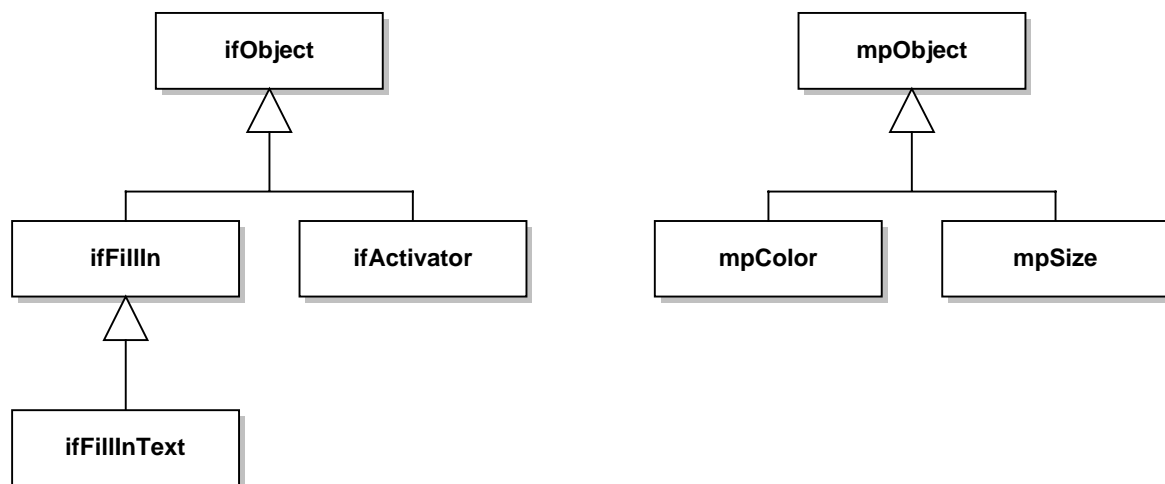 ifObject
mpObject
ifFillIn
ifActivator
mpColor
mpSize
ifFillInText